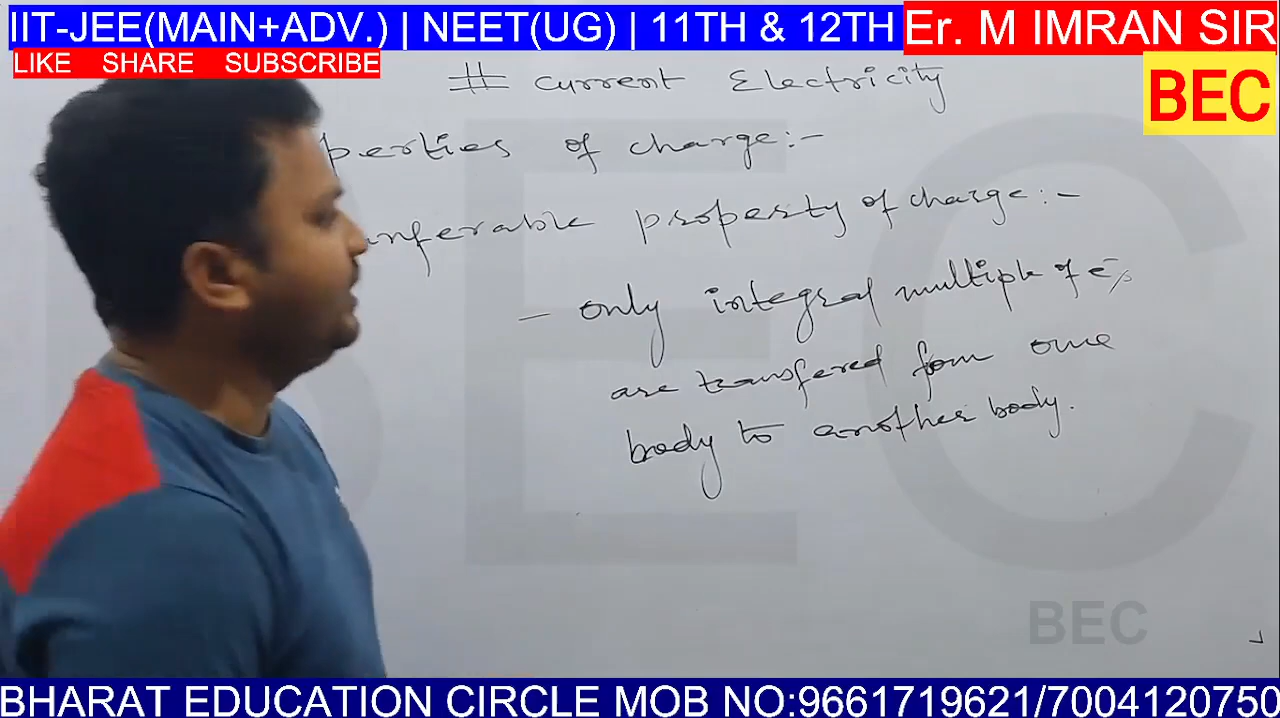 IIT-JEE(MAIN+ADV.) | NEET(UG) | 11TH & 12TH Er. M IMRAN SIR
LIKE SHARE SUBSCRIBE
BEC
# Current Electricity
perties of charge:-
nferable property of charge:-
- only integral multiple of e⁻s
are transfered from one
body to another body.
BEC
BEC
BHARAT EDUCATION CIRCLE MOB NO:9661719621/7004120750